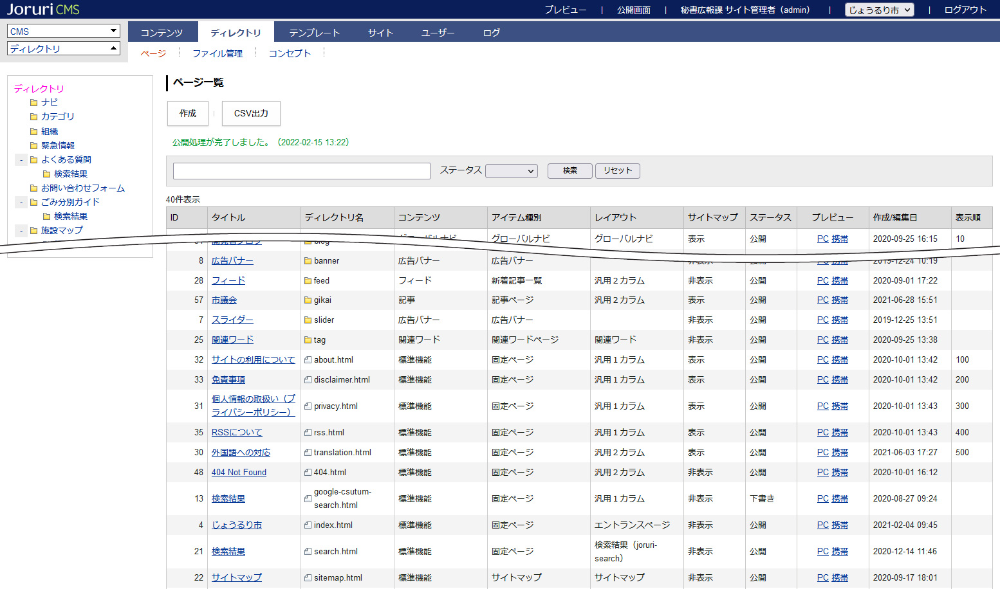 Joruri CMS
プレビュー | 公開画面 | 秘書広報課 サイト管理者（admin） | じょうるり市 | ログアウト
CMS
ディレクトリ
コンテンツ ディレクトリ テンプレート サイト ユーザー ログ
ページ ファイル管理 コンセプト
ディレクトリ
ナビ
カテゴリ
組織
緊急情報
- よくある質問
検索結果
お問い合わせフォーム
- ごみ分別ガイド
検索結果
- 施設マップ
ページ一覧
作成 CSV出力
公開処理が完了しました。（2022-02-15 13:22）
ステータス 検索 リセット
40件表示
ID タイトル ディレクトリ名 コンテンツ アイテム種別 レイアウト サイトマップ ステータス プレビュー 作成/編集日 表示順
グローバルナビ グローバルナビ 表示 公開 PC 携帯 2020-09-25 16:15 10
8 広告バナー banner 広告バナー 広告バナー 非表示 公開 PC 携帯 2019-12-24 10:19
28 フィード feed フィード 新着記事一覧 汎用２カラム 非表示 公開 PC 携帯 2020-09-01 17:22
57 市議会 gikai 記事 記事ページ 汎用２カラム 表示 公開 PC 携帯 2021-06-28 15:51
7 スライダー slider 広告バナー 広告バナー 非表示 公開 PC 携帯 2019-12-25 13:51
25 関連ワード tag 関連ワード 関連ワードページ 関連ワード 非表示 公開 PC 携帯 2020-09-25 13:38
32 サイトの利用について about.html 標準機能 固定ページ 汎用１カラム 表示 公開 PC 携帯 2020-10-01 13:42 100
33 免責事項 disclaimer.html 標準機能 固定ページ 汎用１カラム 表示 公開 PC 携帯 2020-10-01 13:42 200
個人情報の取扱い（プ
31 ライバシーポリシー） privacy.html 標準機能 固定ページ 汎用１カラム 表示 公開 PC 携帯 2020-10-01 13:43 300
35 RSSについて rss.html 標準機能 固定ページ 汎用１カラム 表示 公開 PC 携帯 2020-10-01 13:43 400
30 外国語への対応 translation.html 標準機能 固定ページ 汎用２カラム 表示 公開 PC 携帯 2021-06-03 17:27 500
48 404 Not Found 404.html 標準機能 固定ページ 汎用２カラム 非表示 公開 PC 携帯 2020-10-01 16:12
google-csutum-
13 検索結果 search.html 標準機能 固定ページ 汎用１カラム 非表示 下書き PC 携帯 2020-08-27 09:24
4 じょうるり市 index.html 標準機能 固定ページ エントランスページ 非表示 公開 PC 携帯 2021-02-04 09:45
検索結果（joruri-
21 検索結果 search.html 標準機能 固定ページ search） 非表示 公開 PC 携帯 2020-12-14 11:46
22 サイトマップ sitemap.html 標準機能 サイトマップ サイトマップ 非表示 公開 PC 携帯 2020-09-17 18:01